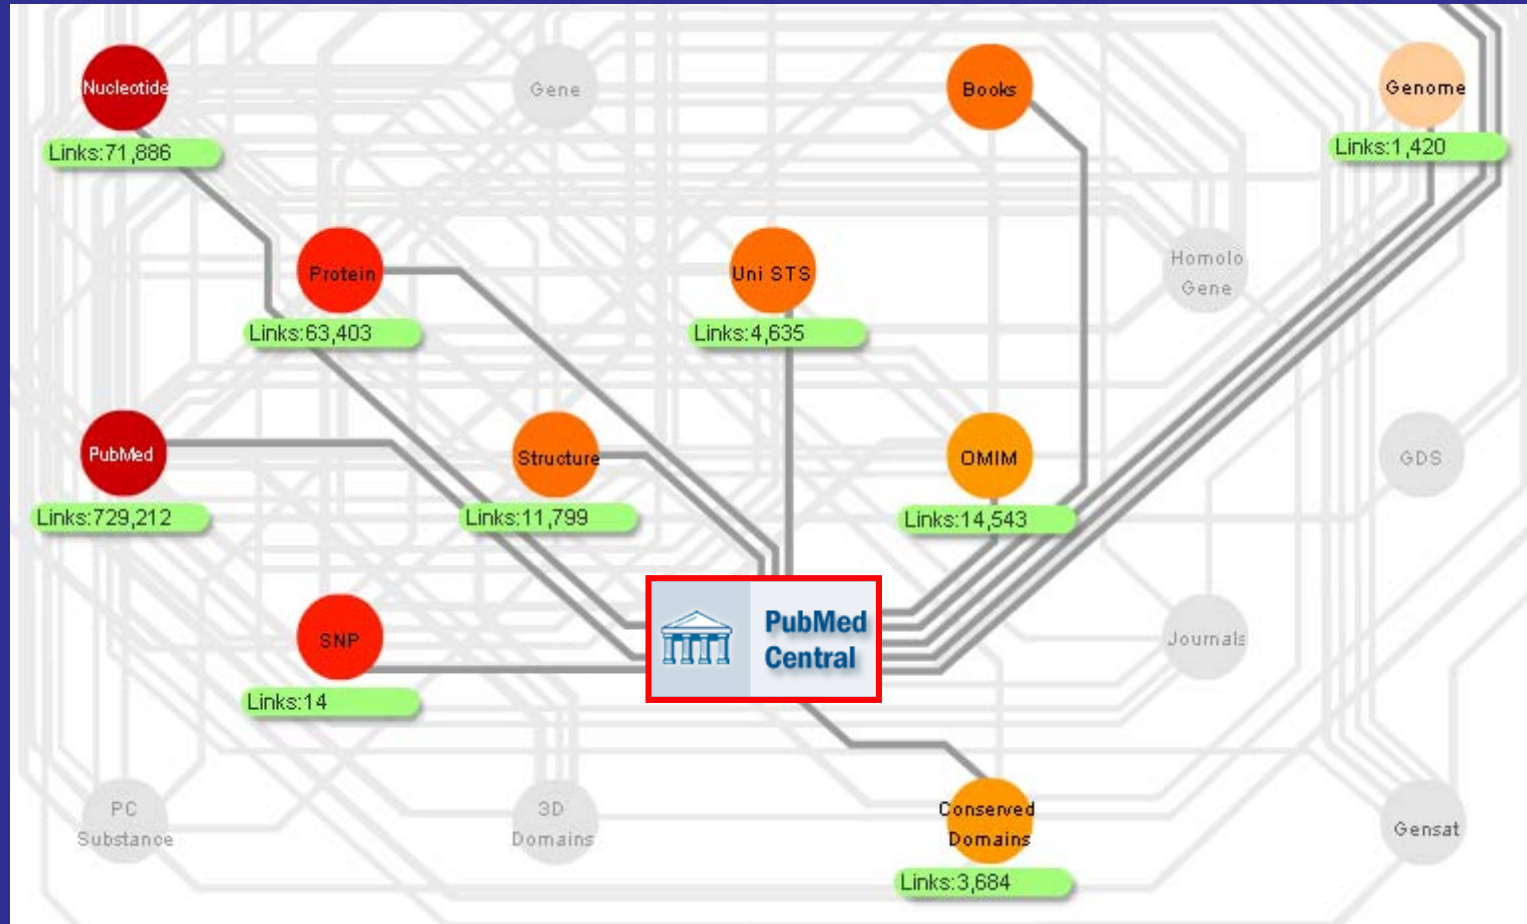 Nucleotide
Gene
Books
Genome
Links:71,886
Links:1,420
Protein
Uni STS
Homolo
Gene
Links:63,403
Links:4,635
PubMed
Structure
OMIM
GDS
Links:729,212
Links:11,799
Links:14,543
SNP
PubMed
Central
Journals
Links:14
PC
Substance
3D
Domains
Conserved
Domains
Gensat
Links:3,684